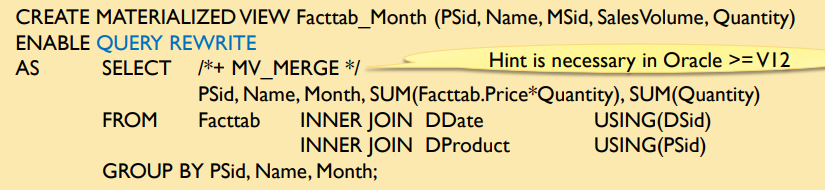 CREATE MATERIALIZED VIEW Facttab_Month (PSid, Name, MSid, SalesVolume, Quantity)
ENABLE QUERY REWRITE
AS SELECT /*+ MV_MERGE */ Hint is necessary in Oracle >= V12
PSid, Name, Month, SUM(Facttab.Price*Quantity), SUM(Quantity)
FROM Facttab INNER JOIN DDate USING(DSid)
INNER JOIN DProduct USING(PSid)
GROUP BY PSid, Name, Month;